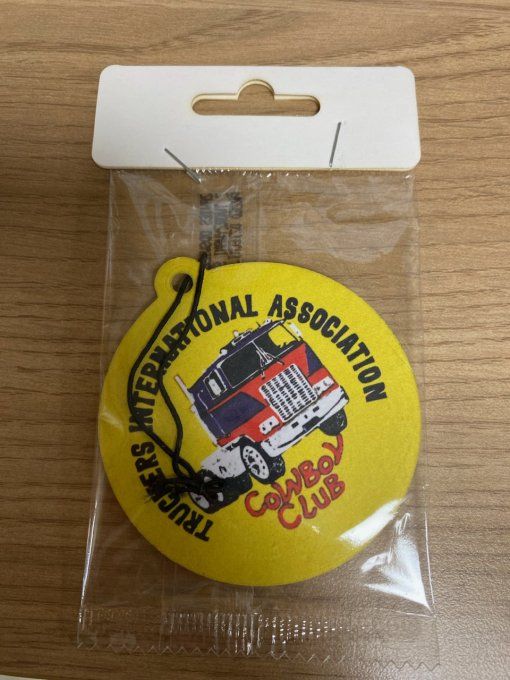 TRUCKERS INTERNATIONAL ASSOCIATION
COWBOY
CLUB